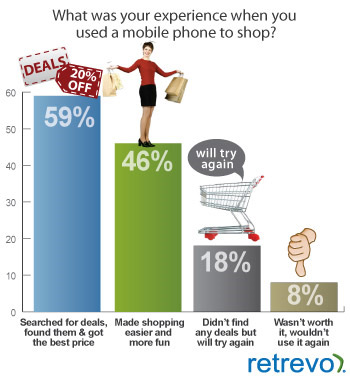 What was your experience when you
used a mobile phone to shop?
DEALS
20%
OFF
60
50
40
30
20
10
0
59%
46%
will try
again
18%
8%
Searched for deals,
found them & got
the best price
Made shopping
easier and
more fun
Didn't find
any deals but
will try again
Wasn't worth
it, wouldn't
use it again
retrevo